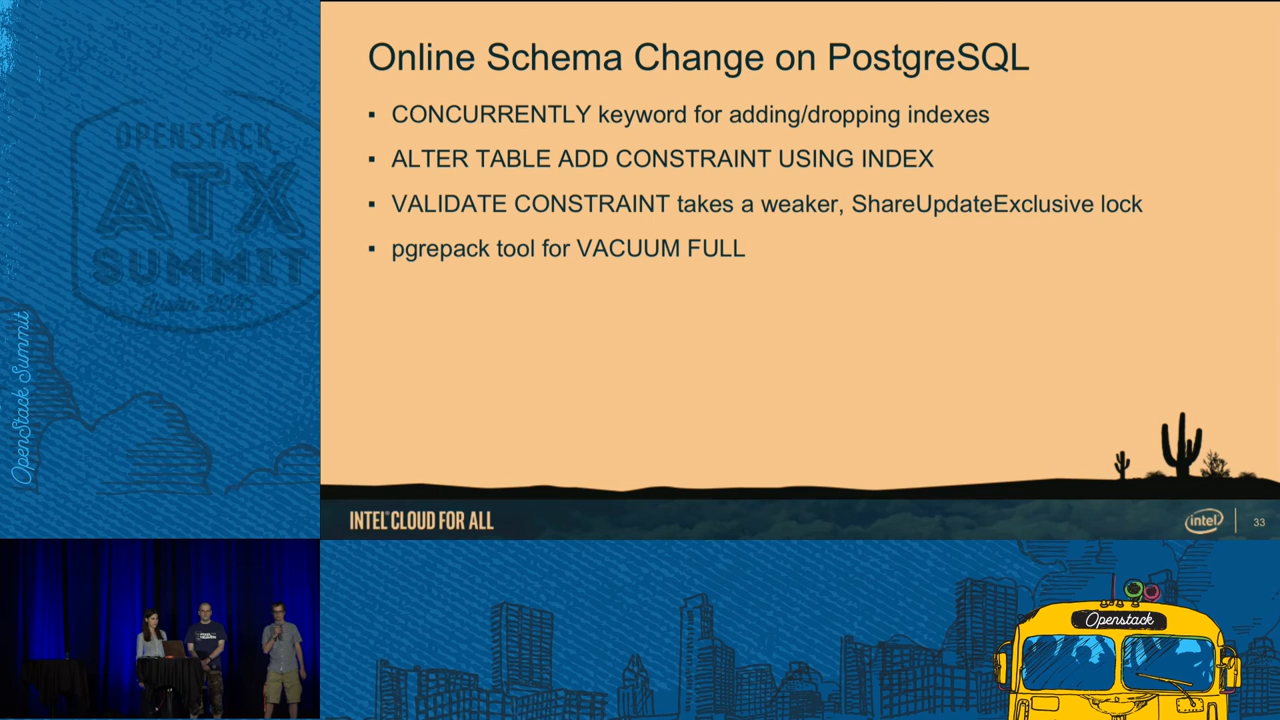 Online Schema Change on PostgreSQL
▪ CONCURRENTLY keyword for adding/dropping indexes
▪ ALTER TABLE ADD CONSTRAINT USING INDEX
▪ VALIDATE CONSTRAINT takes a weaker, ShareUpdateExclusive lock
▪ pgrepack tool for VACUUM FULL
INTEL® CLOUD FOR ALL
intel
33
OPENSTACK
ATX
SUMMIT
OpenStack Summit
Openstack